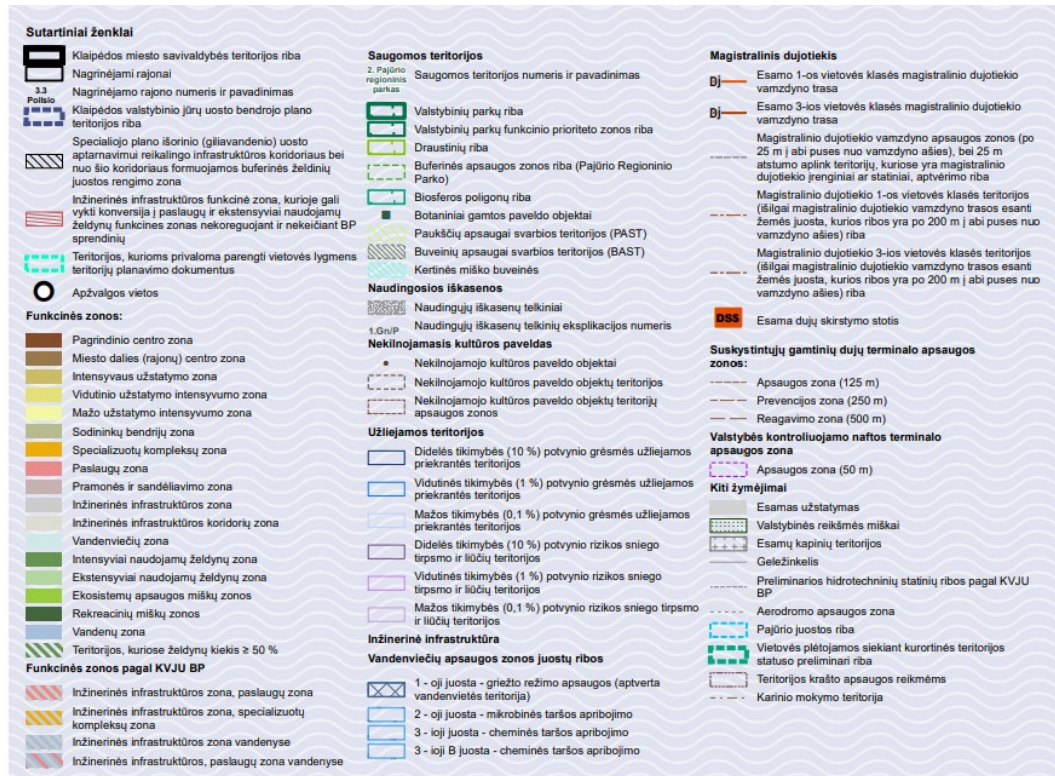 Sutartiniai ženklai
Klaipėdos miesto savivaldybės teritorijos riba
Nagrinėjami rajonai
3.3
Polisio
Nagrinėjamo rajono numeris ir pavadinimas
Klaipėdos valstybinio jūrų uosto bendrojo plano
teritorijos riba
Specialiojo plano išorinio (giliavandenio) uosto
aptarnavimui reikalingo infrastruktūros koridoriaus bei
nuo šio koridoriaus formuojamos buferinės želdinių
juostos rengimo zona
Inžinerinės infrastruktūros funkcinė zona, kurioje gali
vykti konversija į paslaugų ir ekstensyviai naudojamų
želdynų funkcines zonas nekoreguojant ir nekeičiant BP
sprendinių
Teritorijos, kurioms privaloma parengti vietovės lygmens
teritorijų planavimo dokumentus
Apžvalgos vietos
Funkcinės zonos:
Pagrindinio centro zona
Miesto dalies (rajonų) centro zona
Intensyvaus užstatymo zona
Vidutinio užstatymo intensyvumo zona
Mažo užstatymo intensyvumo zona
Sodininkų bendrijų zona
Specializuotų kompleksų zona
Paslaugų zona
Pramonės ir sandėliavimo zona
Inžinerinės infrastruktūros zona
Inžinerinės infrastruktūros koridorių zona
Vandenviečių zona
Intensyviai naudojamų želdynų zona
Ekstensyviai naudojamų želdynų zona
Ekosistemų apsaugos miškų zonos
Rekreacinių miškų zonos
Vandenų zona
Teritorijos, kuriose želdynų kiekis ≥ 50 %
Funkcinės zonos pagal KVJU BP
Inžinerinės infrastruktūros zona, paslaugų zona
Inžinerinės infrastruktūros zona, specializuotų
kompleksų zona
Inžinerinės infrastruktūros zona vandenyse
Inžinerinės infrastruktūros, paslaugų zona vandenyse
Saugomos teritorijos
2. Pajūrio
regioninis
parkas
Saugomos teritorijos numeris ir pavadinimas
Valstybinių parkų riba
Valstybinių parkų funkcinio prioriteto zonos riba
Draustinių riba
Buferinės apsaugos zonos riba (Pajūrio Regioninio
Parko)
Biosferos poligonų riba
Botaniniai gamtos paveldo objektai
Paukščių apsaugai svarbios teritorijos (PAST)
Buveinių apsaugai svarbios teritorijos (BAST)
Kertinės miško buveinės
Naudingosios iškasenos
Naudingųjų iškasenų telkiniai
1.Gn/P
Naudingųjų iškasenų telkinių eksplikacijos numeris
Nekilnojamasis kultūros paveldas
Nekilnojamojo kultūros paveldo objektai
Nekilnojamojo kultūros paveldo objektų teritorijos
Nekilnojamojo kultūros paveldo objektų teritorijų
apsaugos zonos
Užliejamos teritorijos
Didelės tikimybės (10 %) potvynio grėsmės užliejamos
priekrantės teritorijos
Vidutinės tikimybės (1 %) potvynio grėsmės užliejamos
priekrantės teritorijos
Mažos tikimybės (0,1 %) potvynio grėsmės užliejamos
priekrantės teritorijos
Didelės tikimybės (10 %) potvynio rizikos sniego
tirpsmo ir liūčių teritorijos
Vidutinės tikimybės (1 %) potvynio rizikos sniego
tirpsmo ir liūčių teritorijos
Mažos tikimybės (0,1 %) potvynio rizikos sniego tirpsmo
ir liūčių teritorijos
Inžinerinė infrastruktūra
Vandenviečių apsaugos zonos juostų ribos
1 - oji juosta - griežto režimo apsaugos (aptverta
vandenvietės teritorija)
2 - oji juosta - mikrobinės taršos apribojimo
3 - ioji juosta - cheminės taršos apribojimo
3 - ioji B juosta - cheminės taršos apribojimo
Magistralinis dujotiekis
Dj
Esamo 1-os vietovės klasės magistralinio dujotiekio
vamzdyno trasa
Dj
Esamo 3-ios vietovės klasės magistralinio dujotiekio
vamzdyno trasa
Magistralinio dujotiekio vamzdyno apsaugos zonos (po
25 m į abi puses nuo vamzdyno ašies), bei 25 m
atstumo aplink teritorijų, kuriose yra magistralinio
dujotiekio įrenginiai ar statiniai, aptvėrimo riba
Magistralinio dujotiekio 1-os vietovės klasės teritorijos
(išilgai magistralinio dujotiekio vamzdyno trasos esanti
žemės juosta, kurios ribos yra po 200 m į abi puses nuo
vamzdyno ašies) riba
Magistralinio dujotiekio 3-ios vietovės klasės teritorijos
(išilgai magistralinio dujotiekio vamzdyno trasos esanti
žemės juosta, kurios ribos yra po 200 m į abi puses nuo
vamzdyno ašies) riba
DSS
Esama dujų skirstymo stotis
Suskystintųjų gamtinių dujų terminalo apsaugos
zonos:
Apsaugos zona (125 m)
Prevencijos zona (250 m)
Reagavimo zona (500 m)
Valstybės kontroliuojamo naftos terminalo
apsaugos zona
Apsaugos zona (50 m)
Kiti žymėjimai
Esamas užstatymas
Valstybinės reikšmės miškai
Esamų kapinių teritorijos
Geležinkelis
Preliminarios hidrotechninių statinių ribos pagal KVJU
BP
Aerodromo apsaugos zona
Pajūrio juostos riba
Vietovės plėtojamos siekiant kurortinės teritorijos
statuso preliminari riba
Teritorijos krašto apsaugos reikmėms
Karinio mokymo teritorija